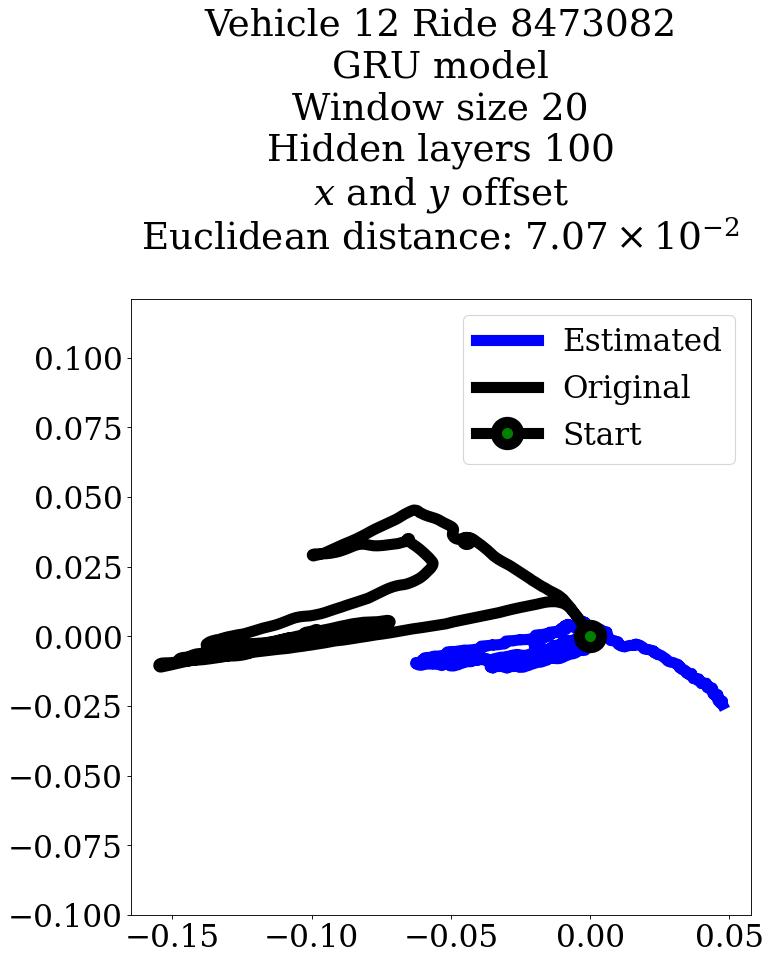 Vehicle 12 Ride 8473082
GRU model
Window size 20
Hidden layers 100
x and y offset
Euclidean distance: 7.07 × 10⁻²
Estimated
Original
Start
0.100
0.075
0.050
0.025
0.000
−0.025
−0.050
−0.075
−0.100
−0.15 −0.10 −0.05 0.00 0.05